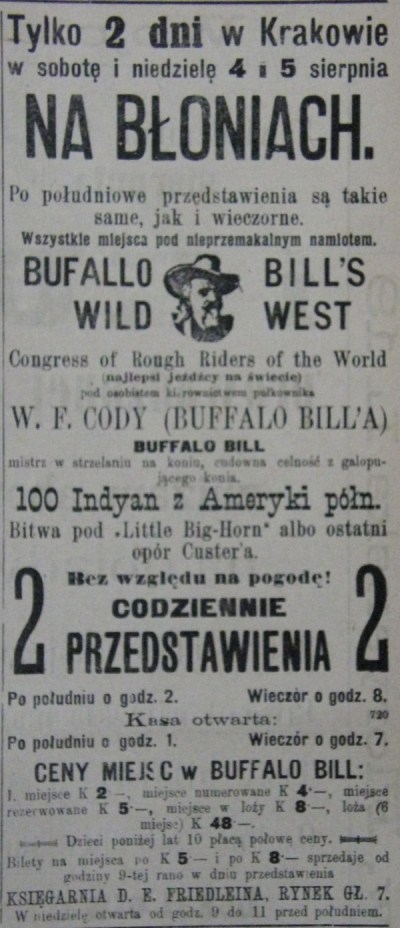 Tylko 2 dni w Krakowie
w sobotę i niedzielę 4 i 5 sierpnia
NA BŁONIACH.
Po południowe przedstawienia są takie
same, jak i wieczorne.
Wszystkie miejsca pod nieprzemakalnym namiotem.
BUFALLO BILL'S
WILD WEST
Congress of Rough Riders of the World
(najlepsi jeźdźcy na świecie)
pod osobistem kierownictwem pułkownika
W. F. CODY (BUFFALO BILL'A)
BUFFALO BILL
mistrz w strzelaniu na koniu, cudowna celność z galopu-
jącego konia.
100 Indyan z Ameryki półn.
Bitwa pod „Little Big-Horn“ albo ostatni
opór Custer'a.
Bez względu na pogodę!
2 CODZIENNIE 2
PRZEDSTAWIENIA
Po południu o godz. 2. Wieczór o godz. 8.
Kasa otwarta: 720
Po południu o godz. 1. Wieczór o godz. 7.
CENY MIEJSC w BUFFALO BILL:
I. miejsce K 2 —, miejsce numerowane K 4·—, miejsce
rezerwowane K 5·—, miejsce w loży K 8·—, loża (6
miejsc) K 48·—.
Dzieci poniżej lat 10 płacą połowę ceny.
Bilety na miejsca po K 5·— i po K 8·— sprzedaje od
godziny 9-tej rano w dniu przedstawienia
KSIĘGARNIA D. E. FRIEDLEINA, RYNEK GŁ. 7.
W niedzielę otwarta od godz. 9 do 11 przed południem.